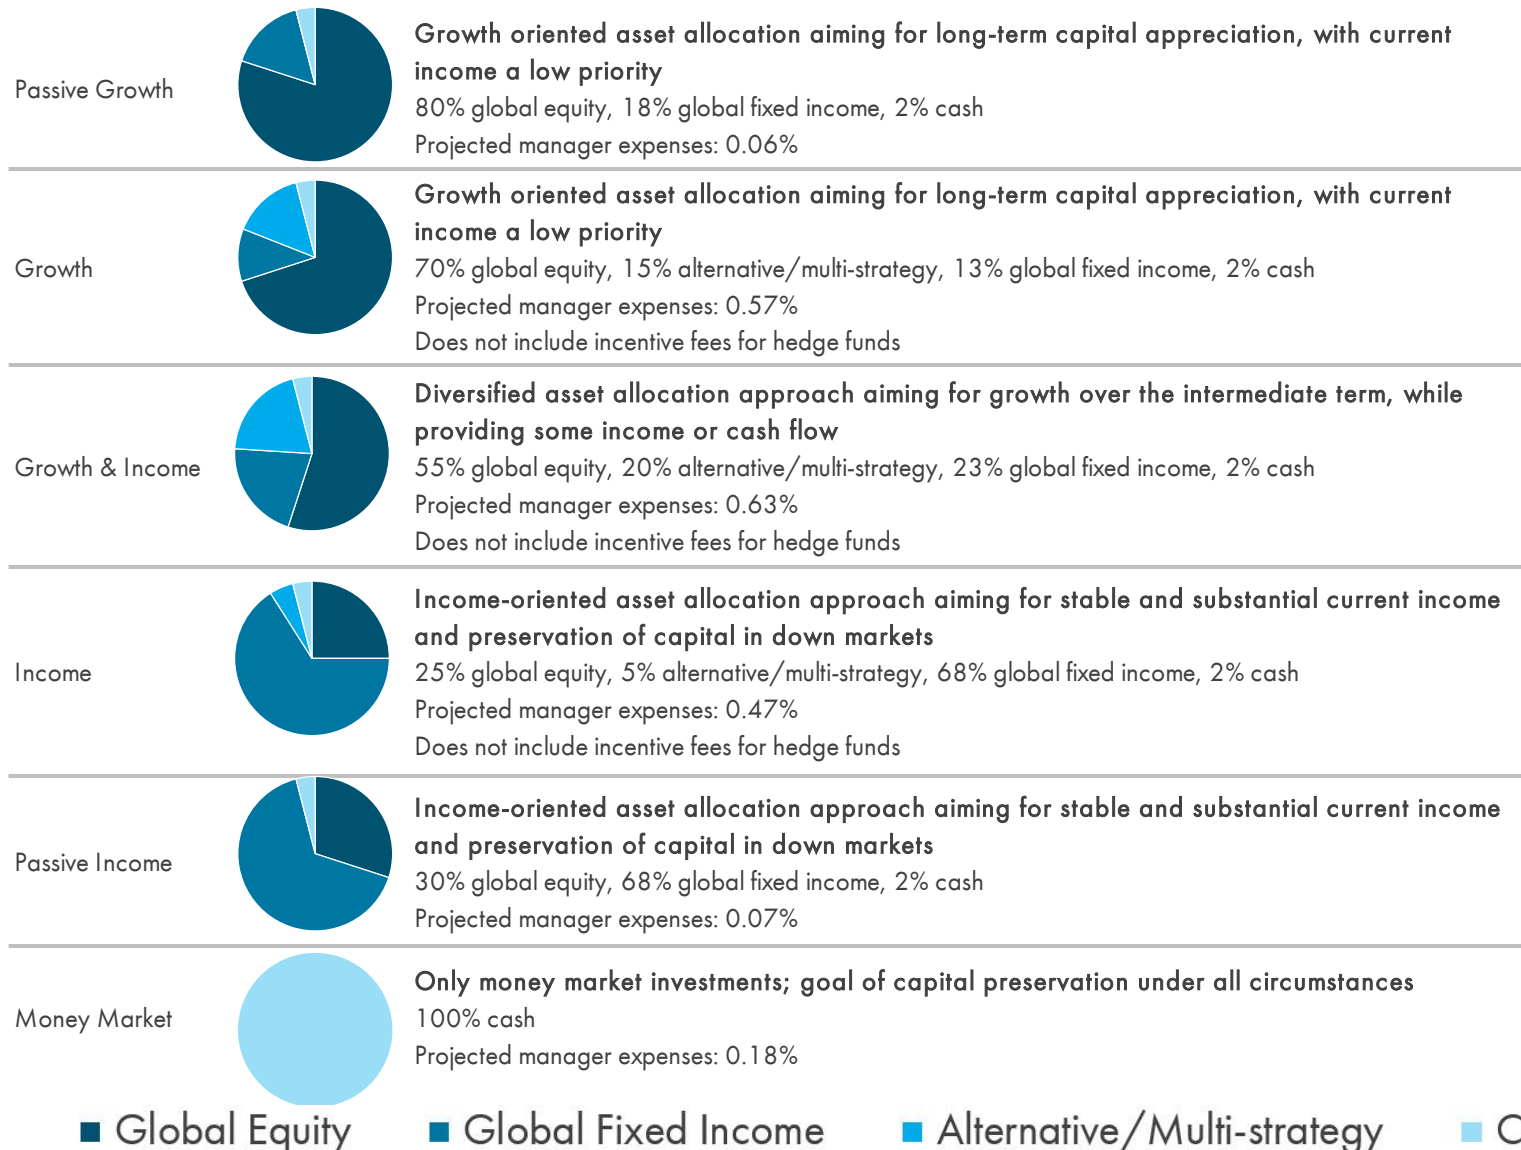 Passive Growth
Growth oriented asset allocation aiming for long-term capital appreciation, with current
income a low priority
80% global equity, 18% global fixed income, 2% cash
Projected manager expenses: 0.06%
Growth
Growth oriented asset allocation aiming for long-term capital appreciation, with current
income a low priority
70% global equity, 15% alternative/multi-strategy, 13% global fixed income, 2% cash
Projected manager expenses: 0.57%
Does not include incentive fees for hedge funds
Growth & Income
Diversified asset allocation approach aiming for growth over the intermediate term, while
providing some income or cash flow
55% global equity, 20% alternative/multi-strategy, 23% global fixed income, 2% cash
Projected manager expenses: 0.63%
Does not include incentive fees for hedge funds
Income
Income-oriented asset allocation approach aiming for stable and substantial current income
and preservation of capital in down markets
25% global equity, 5% alternative/multi-strategy, 68% global fixed income, 2% cash
Projected manager expenses: 0.47%
Does not include incentive fees for hedge funds
Passive Income
Income-oriented asset allocation approach aiming for stable and substantial current income
and preservation of capital in down markets
30% global equity, 68% global fixed income, 2% cash
Projected manager expenses: 0.07%
Money Market
Only money market investments; goal of capital preservation under all circumstances
100% cash
Projected manager expenses: 0.18%
Global Equity Global Fixed Income Alternative/Multi-strategy